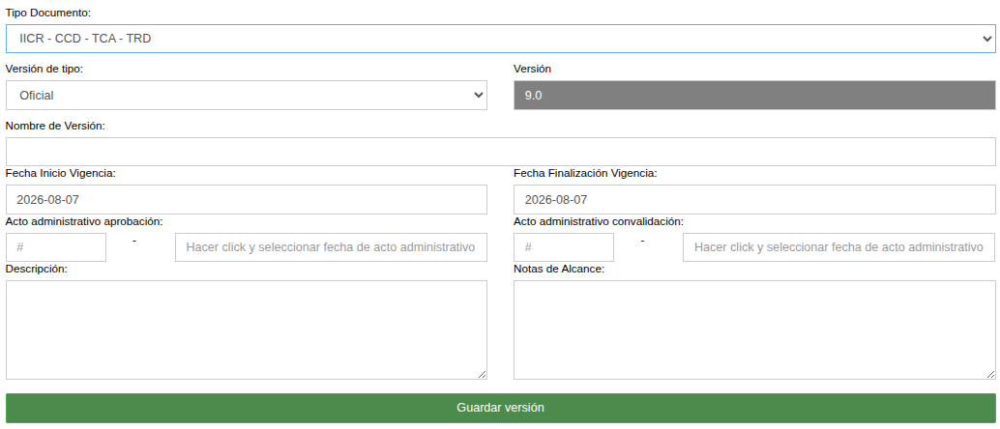 Tipo Documento:
IICR - CCD - TCA - TRD
Versión de tipo:
Versión
Oficial
9.0
Nombre de Versión:
Fecha Inicio Vigencia:
Fecha Finalización Vigencia:
2026-08-07
2026-08-07
Acto administrativo aprobación:
Acto administrativo convalidación:
# - Hacer click y seleccionar fecha de acto administrativo
# - Hacer click y seleccionar fecha de acto administrativo
Descripción:
Notas de Alcance:
Guardar versión